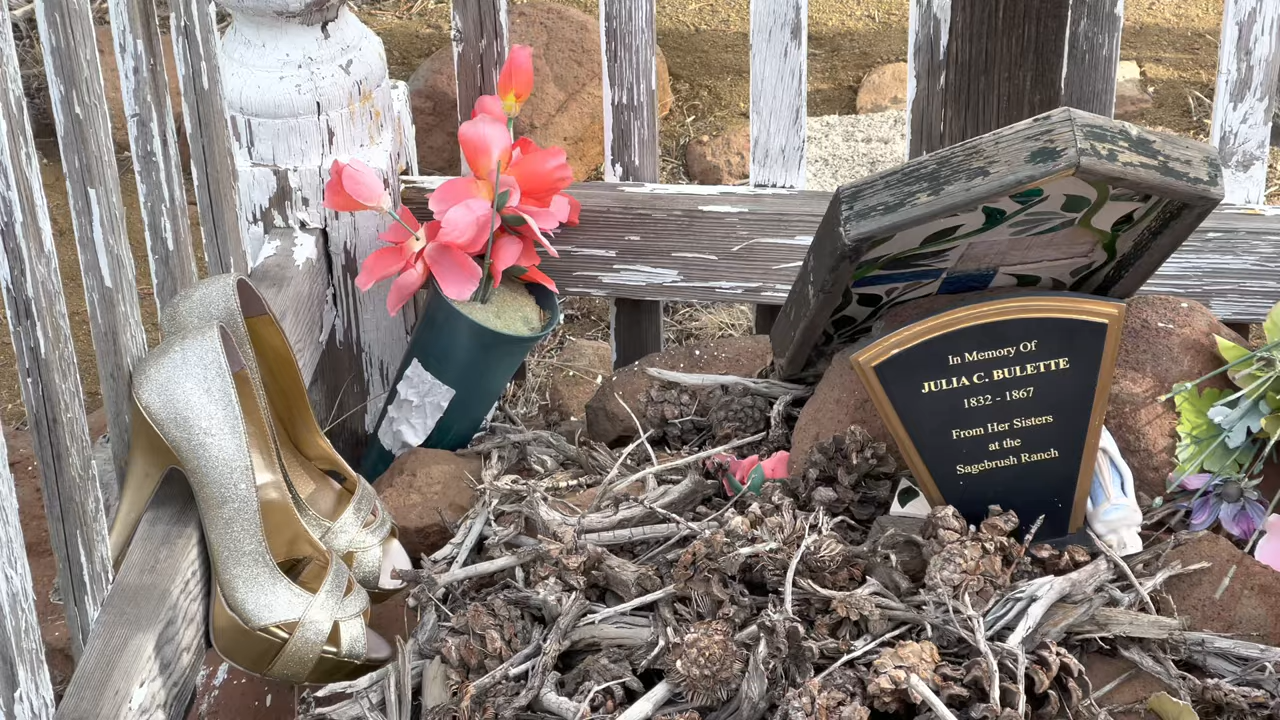 In Memory Of
JULIA C. BULETTE
1832 - 1867
From Her Sisters
at the
Sagebrush Ranch